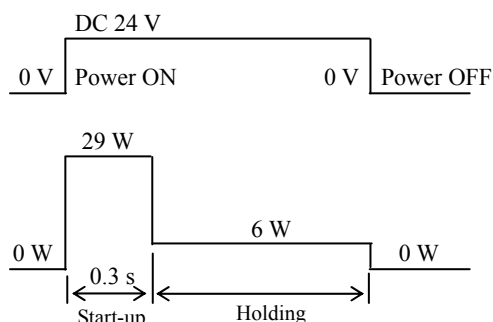 DC 24 V
0 V Power ON 0 V Power OFF
29 W
6 W
0 W 0 W
0.3 s
Start-up Holding